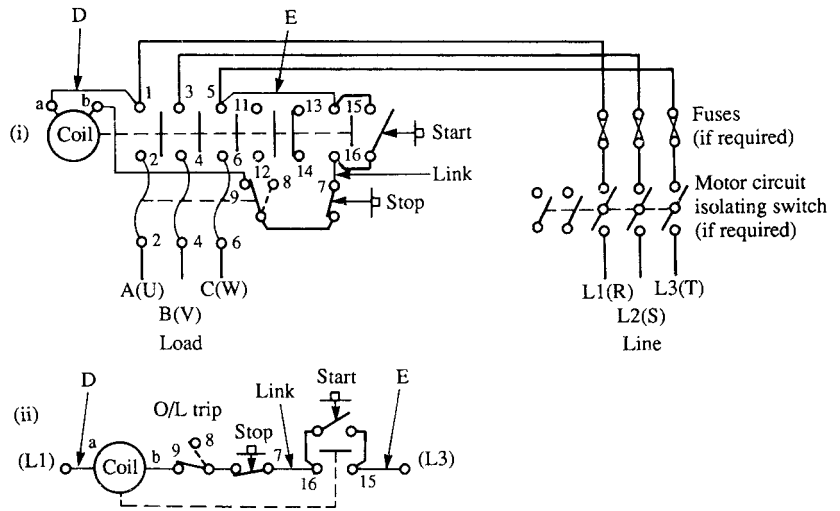 D
E
1
3
5
11
13
15
a
b
(i)
Coil
Start
2
4
6
12
14
16
Link
9
8
7
Stop
2
4
6
A(U)
C(W)
B(V)
Load
Fuses
(if required)
Motor circuit
isolating switch
(if required)
L1(R)
L3(T)
L2(S)
Line
D
Link
Start
E
(ii)
O/L trip
Stop
a
8
(L1)
Coil
b
9
7
16
15
(L3)